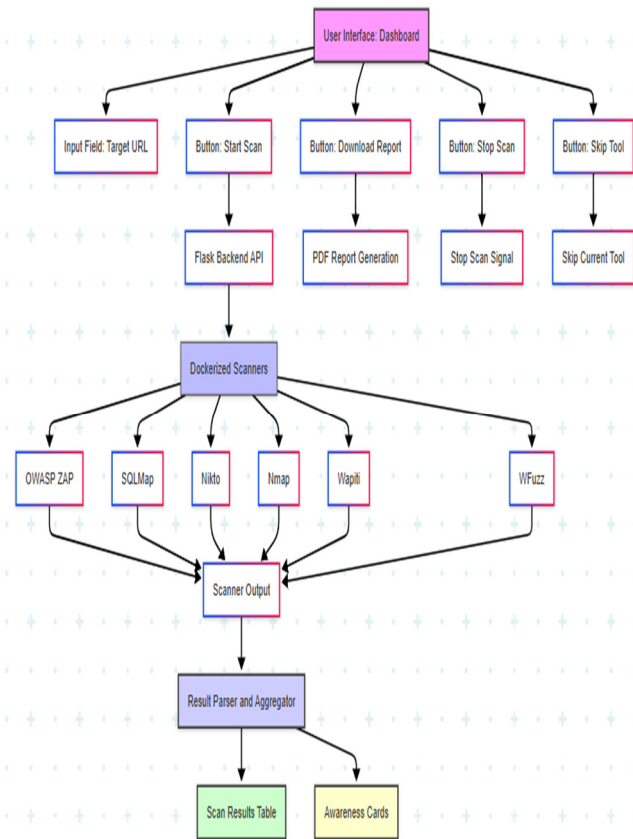 User Interface: Dashboard
Input Field: Target URL
Button: Start Scan
Button: Download Report
Button: Stop Scan
Button: Skip Tool
Flask Backend API
PDF Report Generation
Stop Scan Signal
Skip Current Tool
Dockerized Scanners
OWASP ZAP
SQLMap
Nikto
Nmap
Wapiti
WFuzz
Scanner Output
Result Parser and Aggregator
Scan Results Table
Awareness Cards